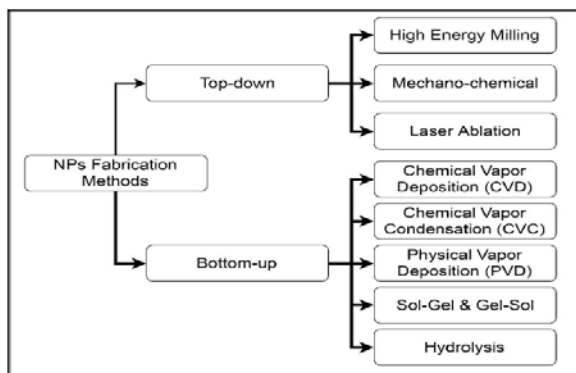 High Energy Milling
Top-down
Mechano-chemical
Laser Ablation
NPs Fabrication
Methods
Chemical Vapor
Deposition (CVD)
Chemical Vapor
Condensation (CVC)
Bottom-up
Physical Vapor
Deposition (PVD)
Sol-Gel & Gel-Sol
Hydrolysis